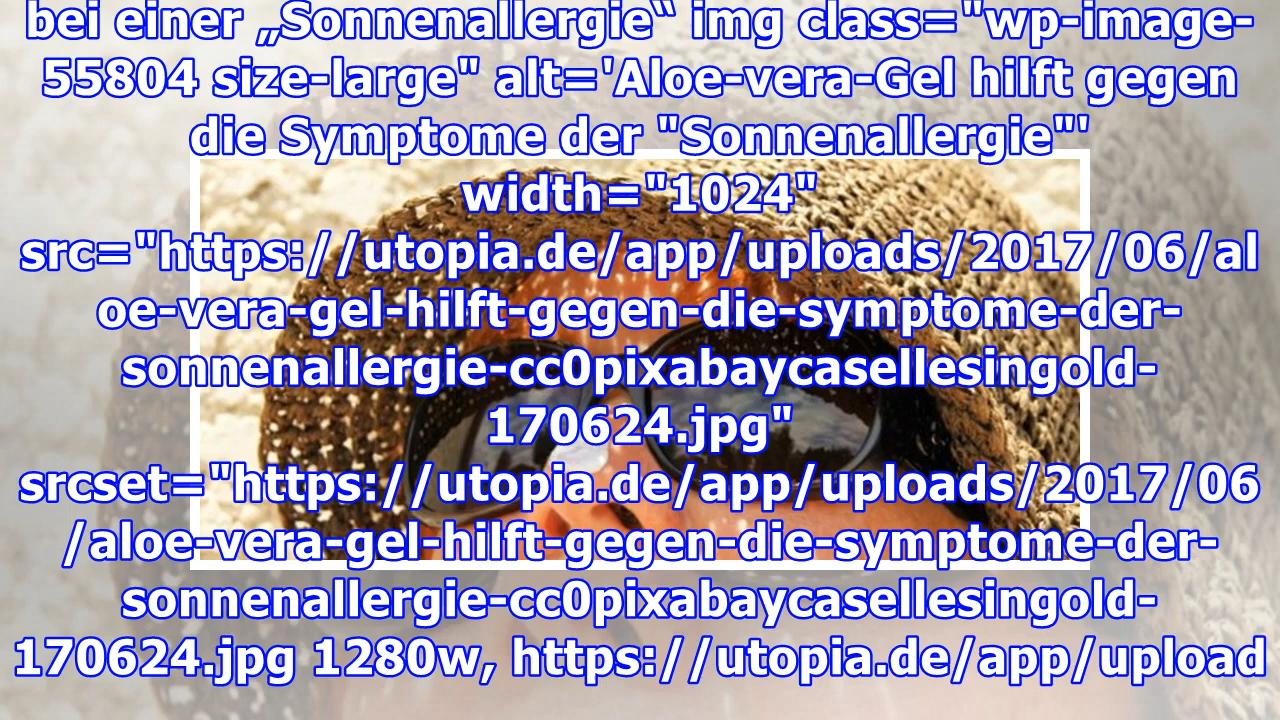 bei einer „Sonnenallergie“ img class="wp-image-
55804 size-large" alt='Aloe-vera-Gel hilft gegen
die Symptome der "Sonnenallergie"'
width="1024"
src="https://utopia.de/app/uploads/2017/06/al
oe-vera-gel-hilft-gegen-die-symptome-der-
sonnenallergie-cc0pixabaycasellesingold-
170624.jpg"
srcset="https://utopia.de/app/uploads/2017/06
/aloe-vera-gel-hilft-gegen-die-symptome-der-
sonnenallergie-cc0pixabaycasellesingold-
170624.jpg 1280w, https://utopia.de/app/upload